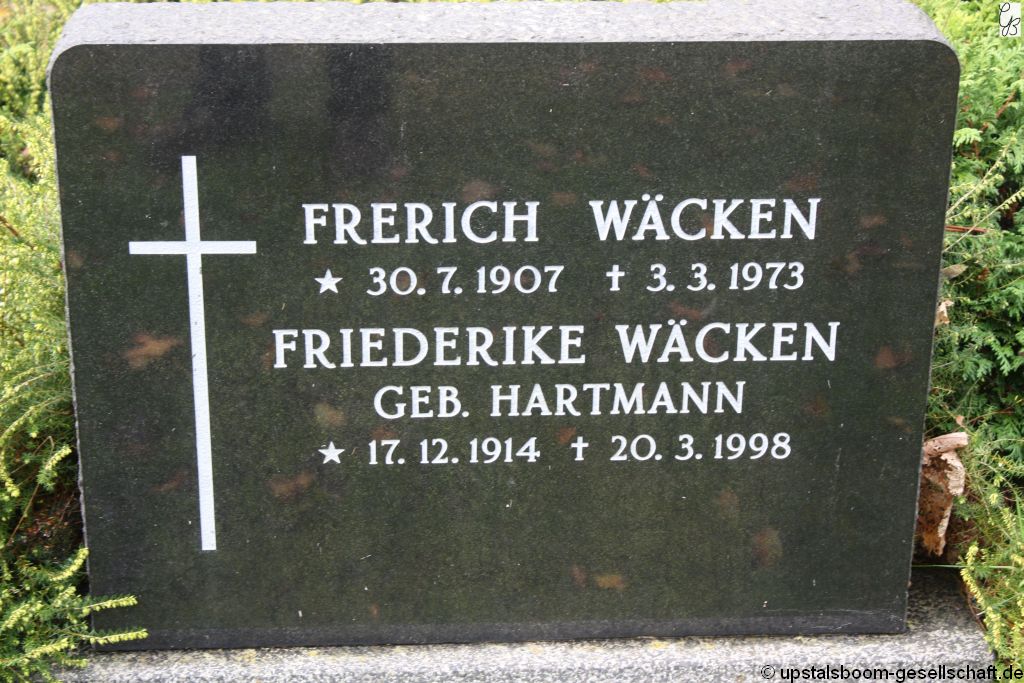 FRERICH WÄCKEN
★ 30. 7. 1907 ✝ 3. 3. 1973
FRIEDERIKE WÄCKEN
GEB. HARTMANN
★ 17. 12. 1914 ✝ 20. 3. 1998
© upstalsboom-gesellschaft.de